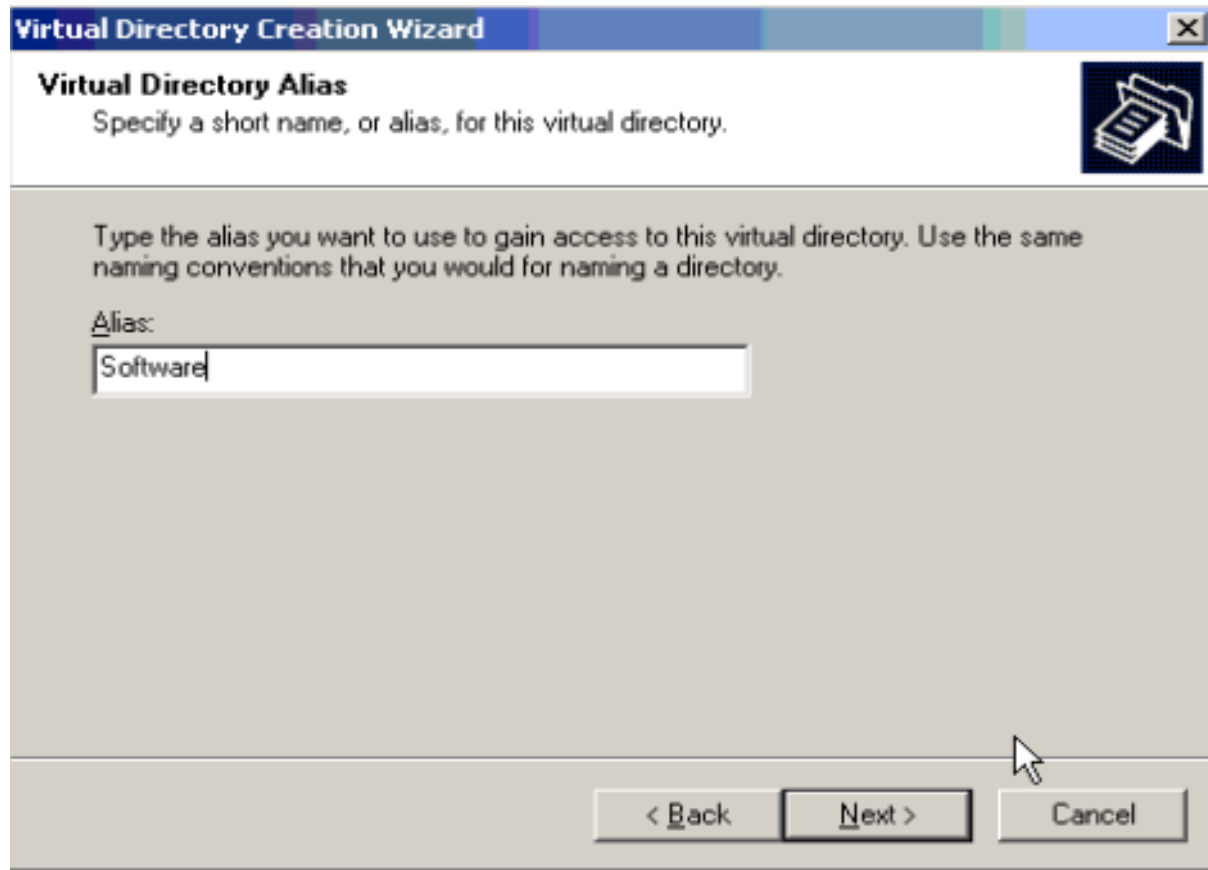 Virtual Directory Creation Wizard
Virtual Directory Alias
Specify a short name, or alias, for this virtual directory.
Type the alias you want to use to gain access to this virtual directory. Use the same
naming conventions that you would for naming a directory.
Alias:
Software
< Back Next > Cancel